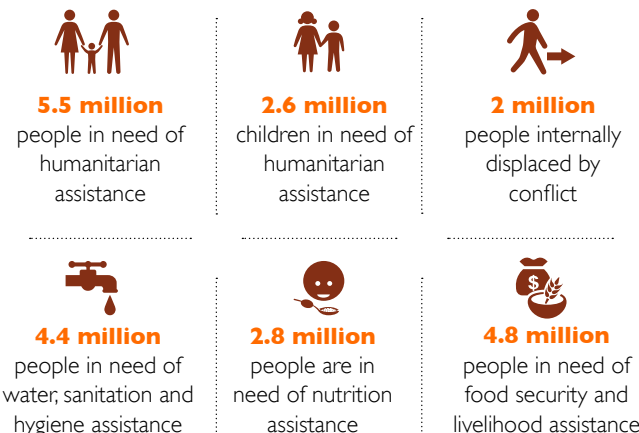 5.5 million
people in need of
humanitarian
assistance
2.6 million
children in need of
humanitarian
assistance
2 million
people internally
displaced by
conflict
4.4 million
people in need of
water, sanitation and
hygiene assistance
2.8 million
people are in
need of nutrition
assistance
$
4.8 million
people in need of
food security and
livelihood assistance